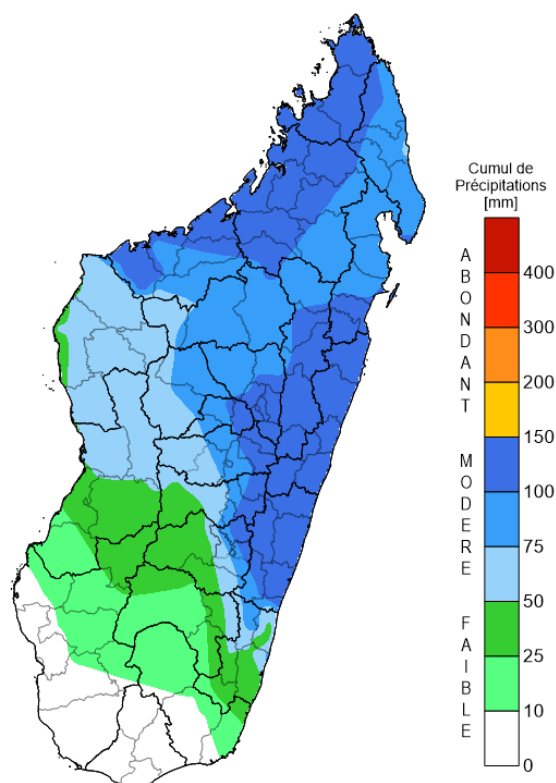 Cumul de
Précipitations
[mm]
ABONDANT
MODERE
FAIBLE
400
300
200
150
100
75
50
25
10
0